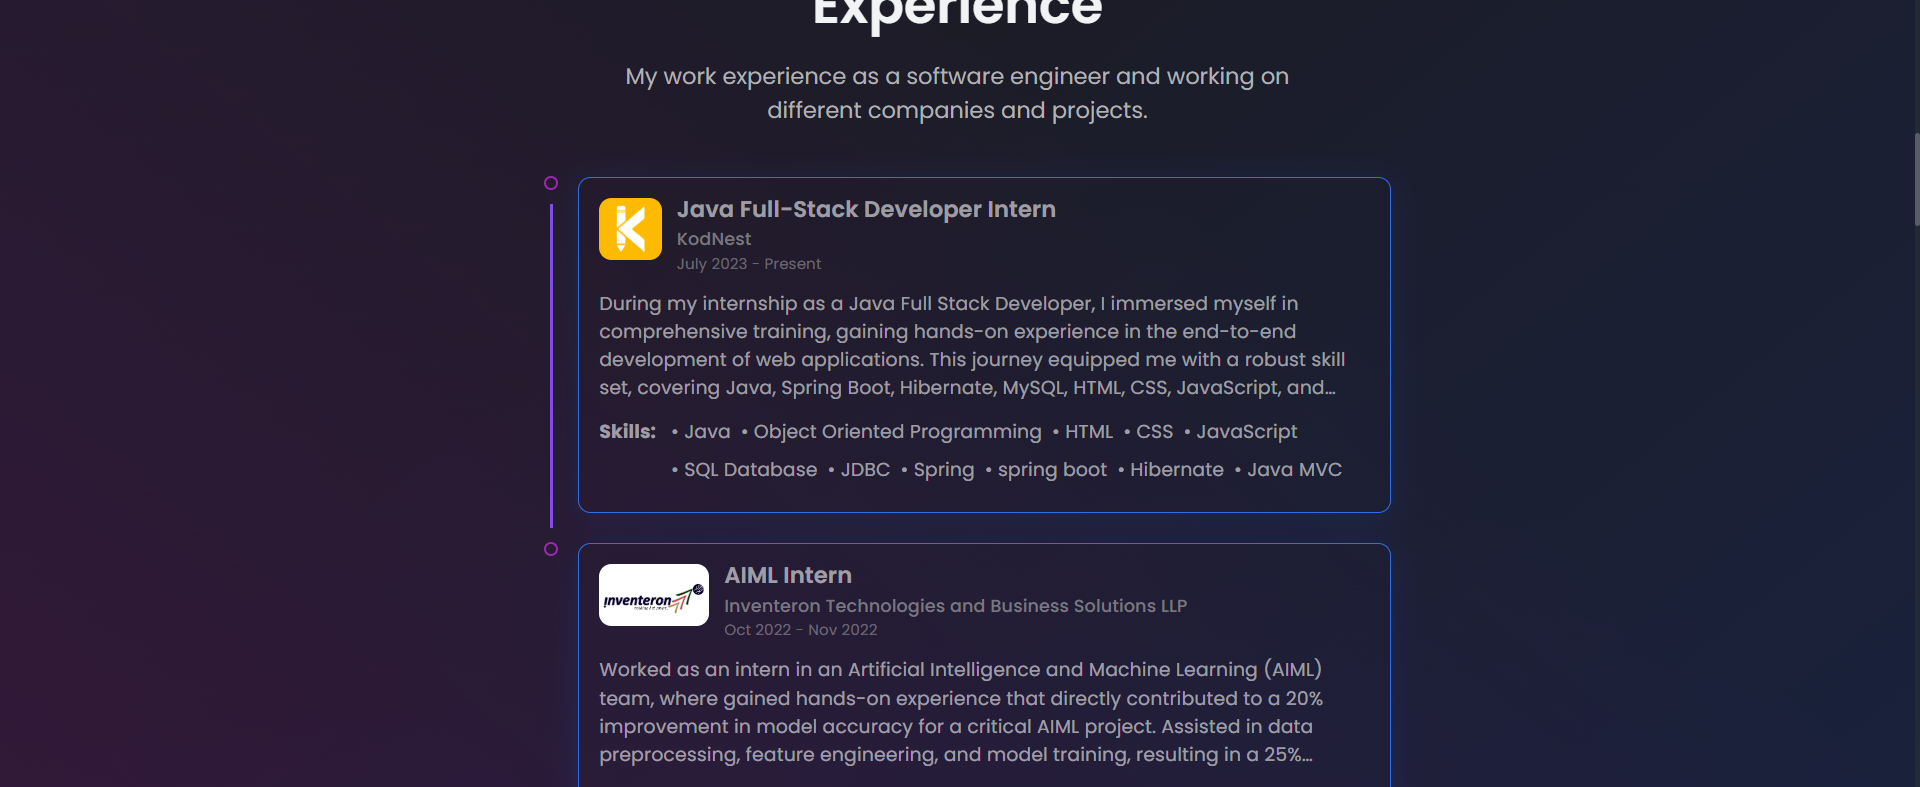 Experience
My work experience as a software engineer and working on
different companies and projects.
Java Full-Stack Developer Intern
KodNest
July 2023 - Present
During my internship as a Java Full Stack Developer, I immersed myself in
comprehensive training, gaining hands-on experience in the end-to-end
development of web applications. This journey equipped me with a robust skill
set, covering Java, Spring Boot, Hibernate, MySQL, HTML, CSS, JavaScript, and...
Skills: • Java • Object Oriented Programming • HTML • CSS • JavaScript
• SQL Database • JDBC • Spring • spring boot • Hibernate • Java MVC
inventeron
AIML Intern
Inventeron Technologies and Business Solutions LLP
Oct 2022 - Nov 2022
Worked as an intern in an Artificial Intelligence and Machine Learning (AIML)
team, where gained hands-on experience that directly contributed to a 20%
improvement in model accuracy for a critical AIML project. Assisted in data
preprocessing, feature engineering, and model training, resulting in a 25%...